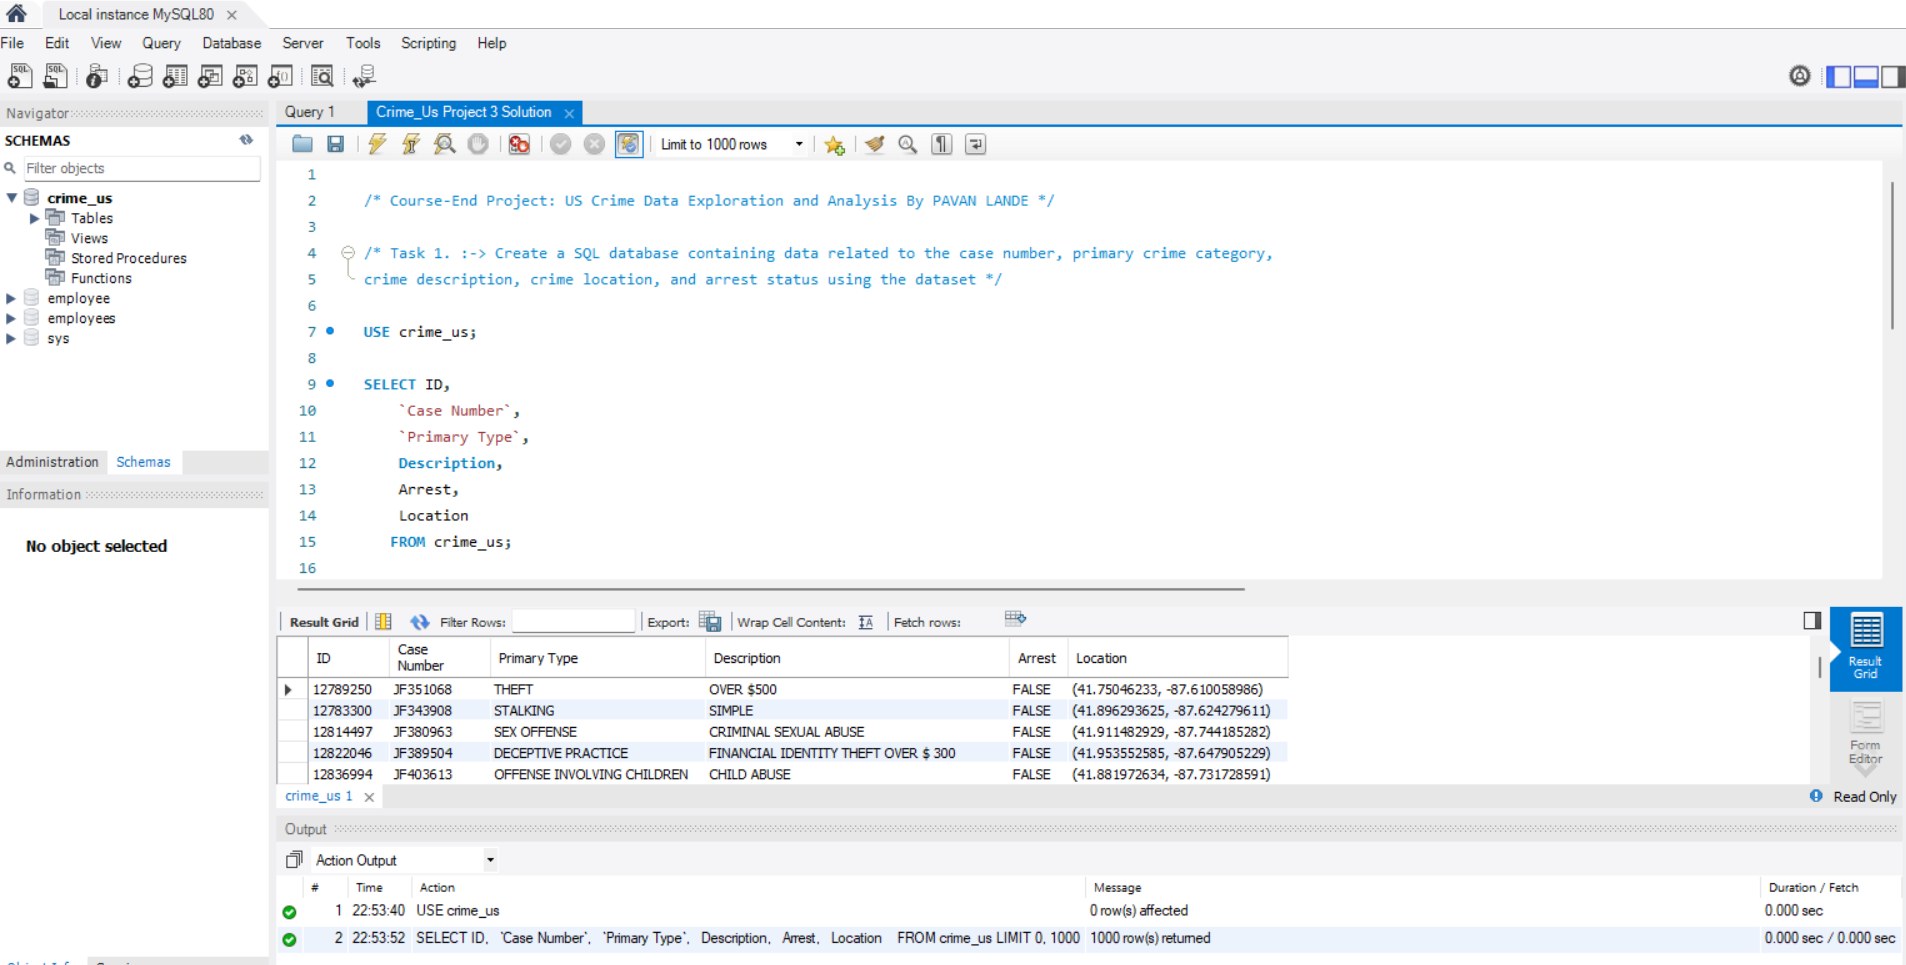 Local instance MySQL80 ×
File Edit View Query Database Server Tools Scripting Help
Navigator
SCHEMAS
Filter objects
crime_us
Tables
Views
Stored Procedures
Functions
employee
employees
sys
Administration Schemas
Information
No object selected
Query 1 Crime_Us Project 3 Solution ×
Limit to 1000 rows
1
2 /* Course-End Project: US Crime Data Exploration and Analysis By PAVAN LANDE */
3
4 /* Task 1. :-> Create a SQL database containing data related to the case number, primary crime category,
5 crime description, crime location, and arrest status using the dataset */
6
7 USE crime_us;
8
9 SELECT ID,
10 `Case Number`,
11 `Primary Type`,
12 Description,
13 Arrest,
14 Location
15 FROM crime_us;
16
Result Grid Filter Rows: Export: Wrap Cell Content: Fetch rows:
ID Case Number Primary Type Description Arrest Location
12789250 JF351068 THEFT OVER $500 FALSE (41.75046233, -87.610058986)
12783300 JF343908 STALKING SIMPLE FALSE (41.896293625, -87.624279611)
12814497 JF380963 SEX OFFENSE CRIMINAL SEXUAL ABUSE FALSE (41.911482929, -87.744185282)
12822046 JF389504 DECEPTIVE PRACTICE FINANCIAL IDENTITY THEFT OVER $ 300 FALSE (41.953552585, -87.647905229)
12836994 JF403613 OFFENSE INVOLVING CHILDREN CHILD ABUSE FALSE (41.881972634, -87.731728591)
Result Grid
Form Editor
crime_us 1 × Read Only
Output
Action Output
# Time Action Message Duration / Fetch
1 22:53:40 USE crime_us 0 row(s) affected 0.000 sec
2 22:53:52 SELECT ID, `Case Number`, `Primary Type`, Description, Arrest, Location FROM crime_us LIMIT 0, 1000 1000 row(s) returned 0.000 sec / 0.000 sec